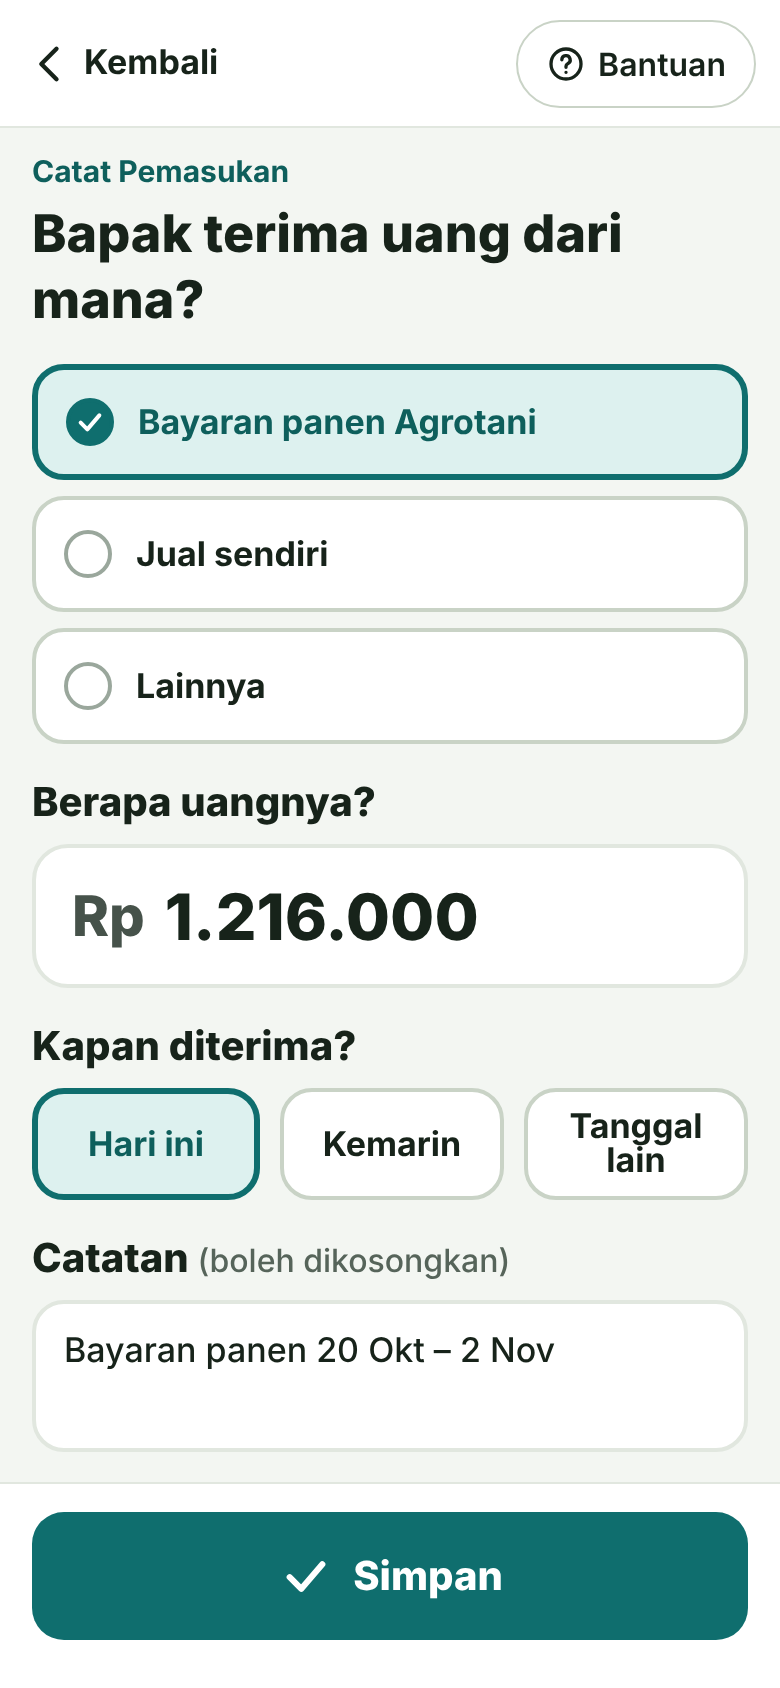 Kembali
Bantuan
Catat Pemasukan
Bapak terima uang dari
mana?
Bayaran panen Agrotani
Jual sendiri
Lainnya
Berapa uangnya?
Rp 1.216.000
Kapan diterima?
Hari ini
Kemarin
Tanggal
lain
Catatan (boleh dikosongkan)
Bayaran panen 20 Okt – 2 Nov
Simpan